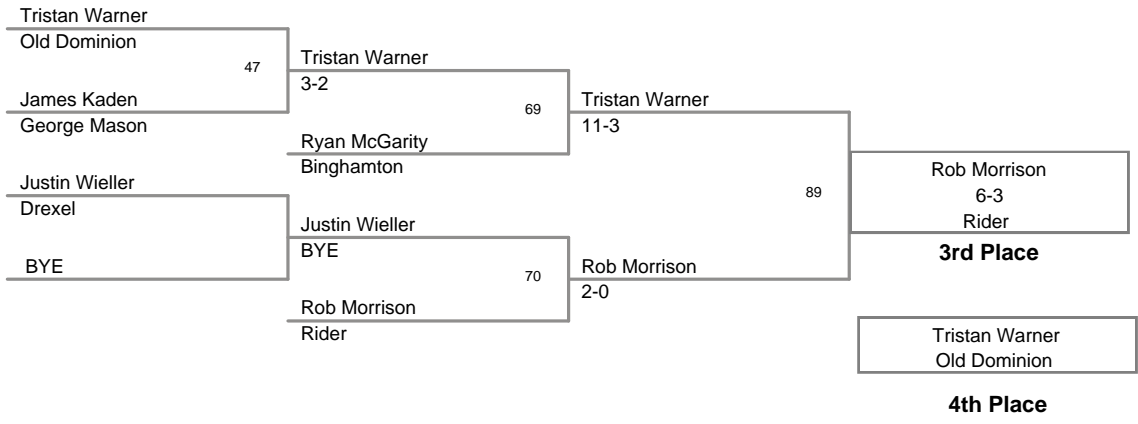 Tristan Warner
Old Dominion
47
James Kaden
George Mason
Justin Wieller
Drexel
BYE
Tristan Warner
3-2
69
Ryan McGarity
Binghamton
Justin Wieller
BYE
70
Rob Morrison
Rider
Tristan Warner
11-3
89
Rob Morrison
2-0
Rob Morrison
6-3
Rider
3rd Place
Tristan Warner
Old Dominion
4th Place